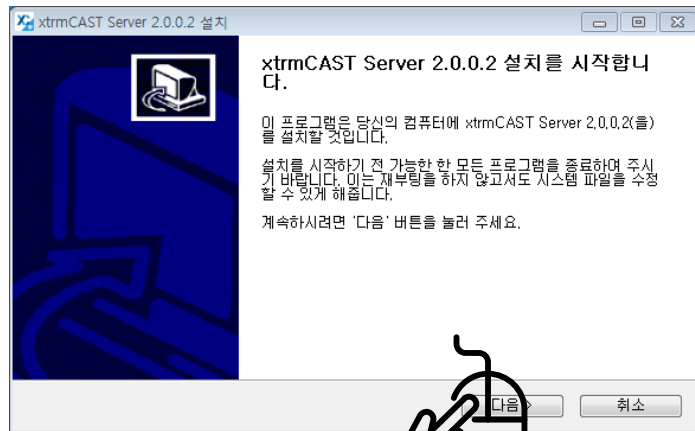 xtrmCAST Server 2.0.0.2 설치
xtrmCAST Server 2.0.0.2 설치를 시작합니
다.
이 프로그램은 당신의 컴퓨터에 xtrmCAST Server 2.0.0.2(을)
를 설치할 것입니다.
설치를 시작하기 전 가능한 한 모든 프로그램을 종료하여 주시
기 바랍니다. 이는 재부팅을 하지 않고서도 시스템 파일을 수정
할 수 있게 해줍니다.
계속하시려면 '다음' 버튼을 눌러 주세요.
다음 >
취소